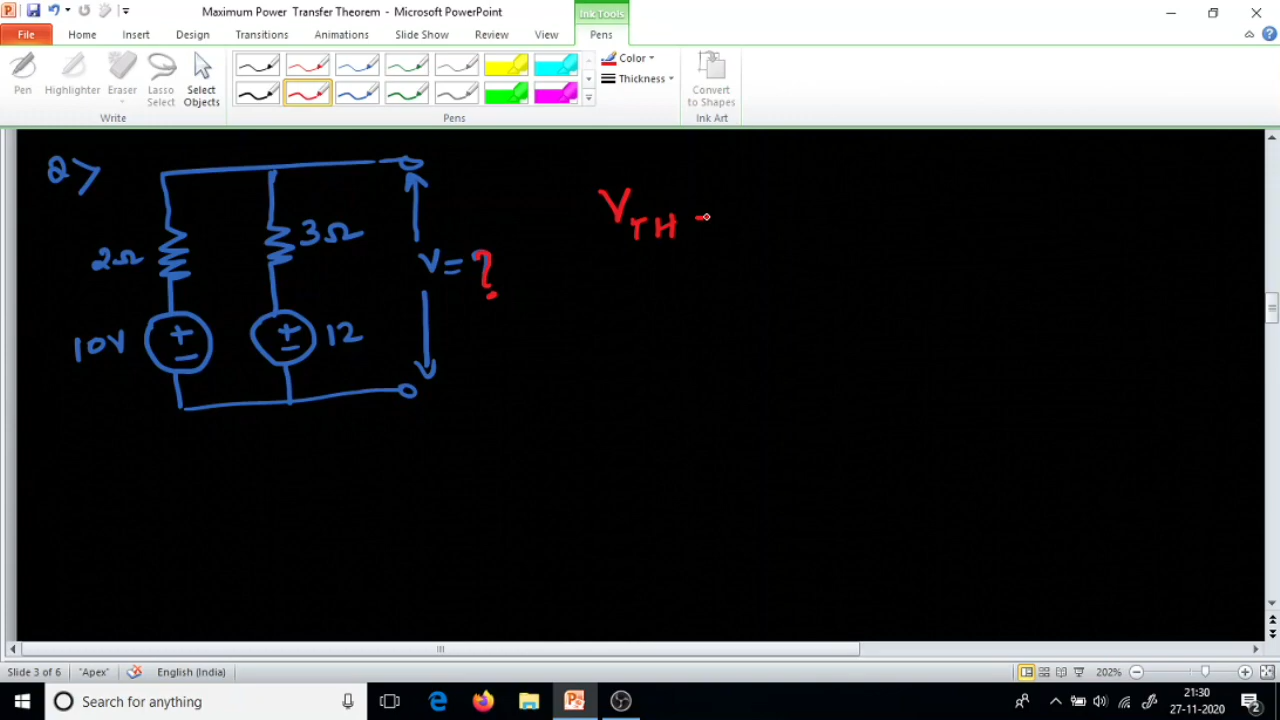 Maximum Power Transfer Theorem - Microsoft PowerPoint
Ink Tools
File Home Insert Design Transitions Animations Slide Show Review View Pens
Pen Highlighter Eraser Lasso Select Select Objects
Color
Thickness
Convert to Shapes
Write Pens Ink Art
Q>
2Ω
3Ω
10V
12
V = ?
VTH -
Slide 3 of 6 "Apex" English (India) 202%
Search for anything
21:30
27-11-2020
2